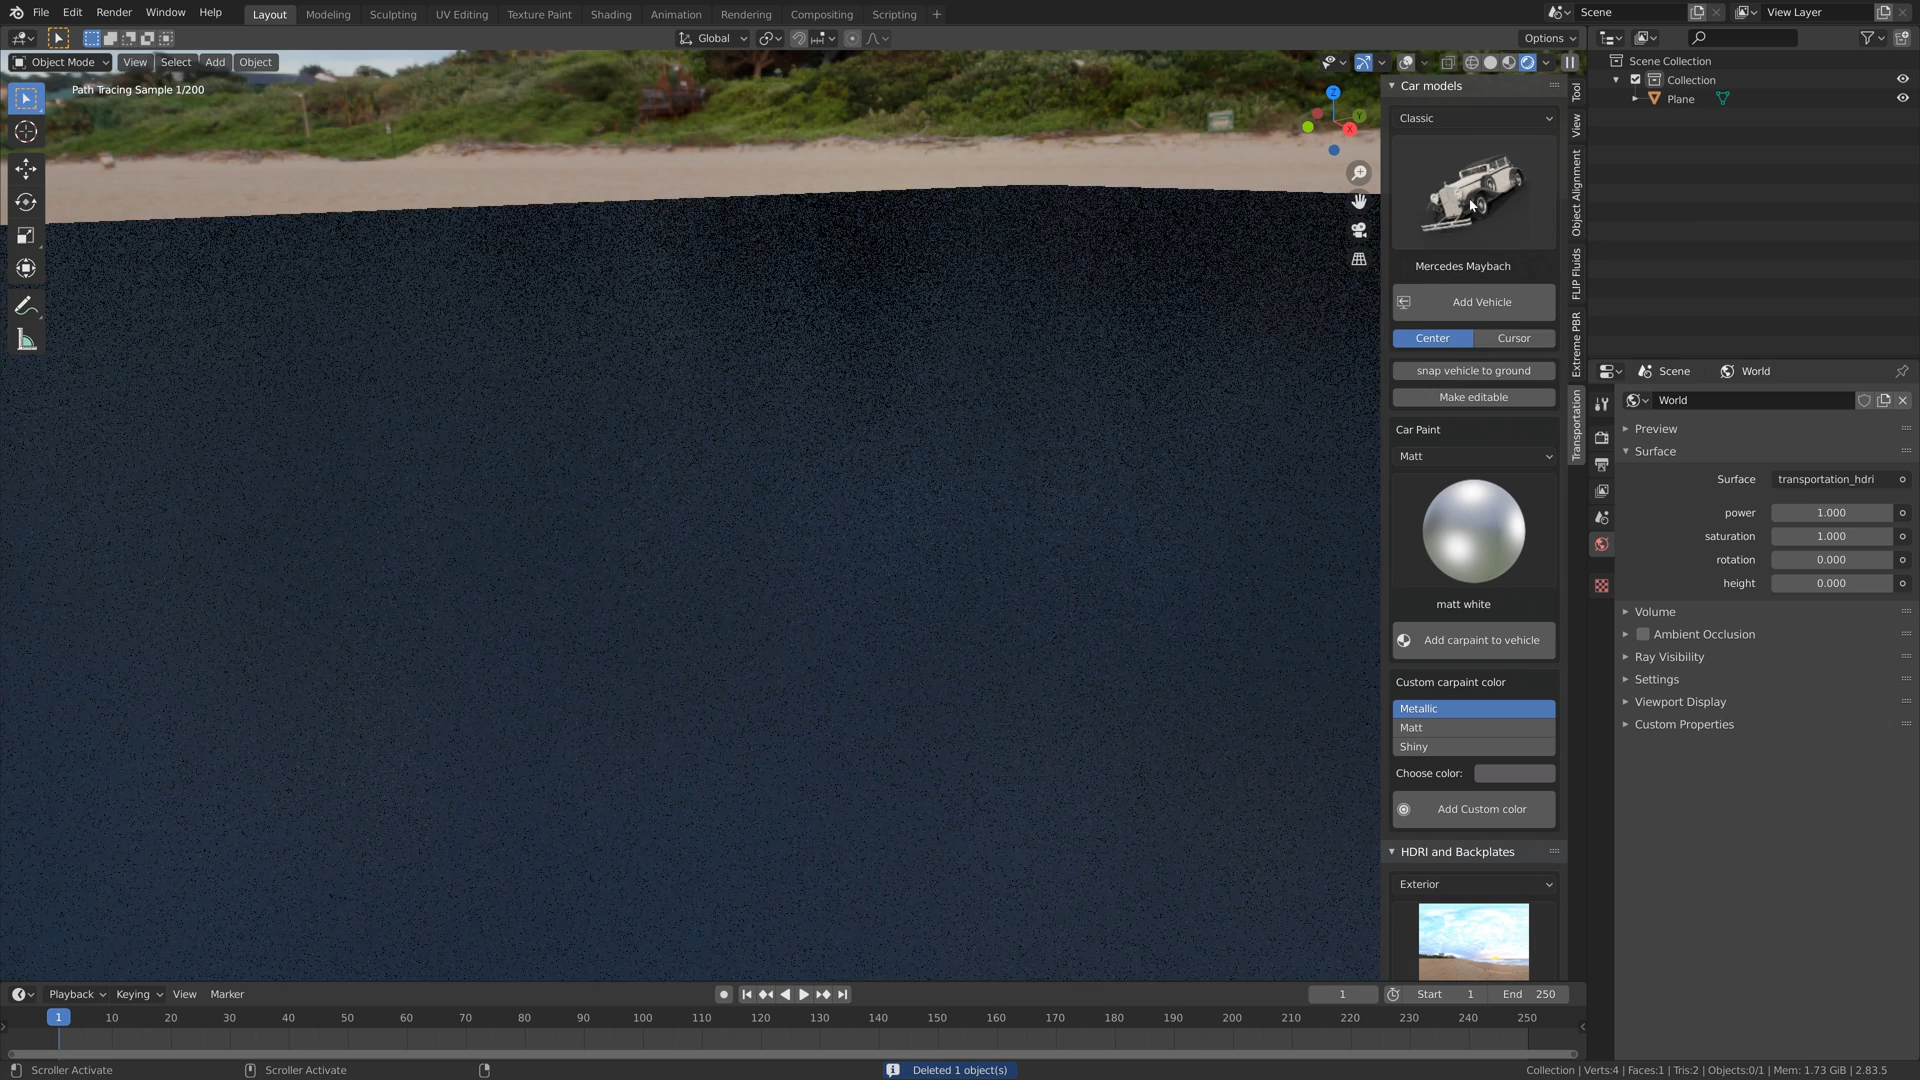 File Edit Render Window Help Layout Modeling Sculpting UV Editing Texture Paint Shading Animation Rendering Compositing Scripting + Scene View Layer
Global Options
Object Mode View Select Add Object
Path Tracing Sample 1/200
Z
Y
X
Car models
Classic
Mercedes Maybach
Add Vehicle
Center Cursor
snap vehicle to ground
Make editable
Car Paint
Matt
matt white
Add carpaint to vehicle
Custom carpaint color
Metallic
Matt
Shiny
Choose color:
Add Custom color
HDRI and Backplates
Exterior
Tool
View
Object Alignment
FLIP Fluids
Extreme PBR
Transportation
Scene Collection
Collection
Plane
Scene World
World
Preview
Surface
Surface transportation_hdri
power 1.000
saturation 1.000
rotation 0.000
height 0.000
Volume
Ambient Occlusion
Ray Visibility
Settings
Viewport Display
Custom Properties
Playback Keying View Marker 1 Start 1 End 250
1 10 20 30 40 50 60 70 80 90 100 110 120 130 140 150 160 170 180 190 200 210 220 230 240 250
Scroller Activate Scroller Activate Deleted 1 object(s) Collection | Verts:4 | Faces:1 | Tris:2 | Objects:0/1 | Mem: 1.73 GiB | 2.83.5